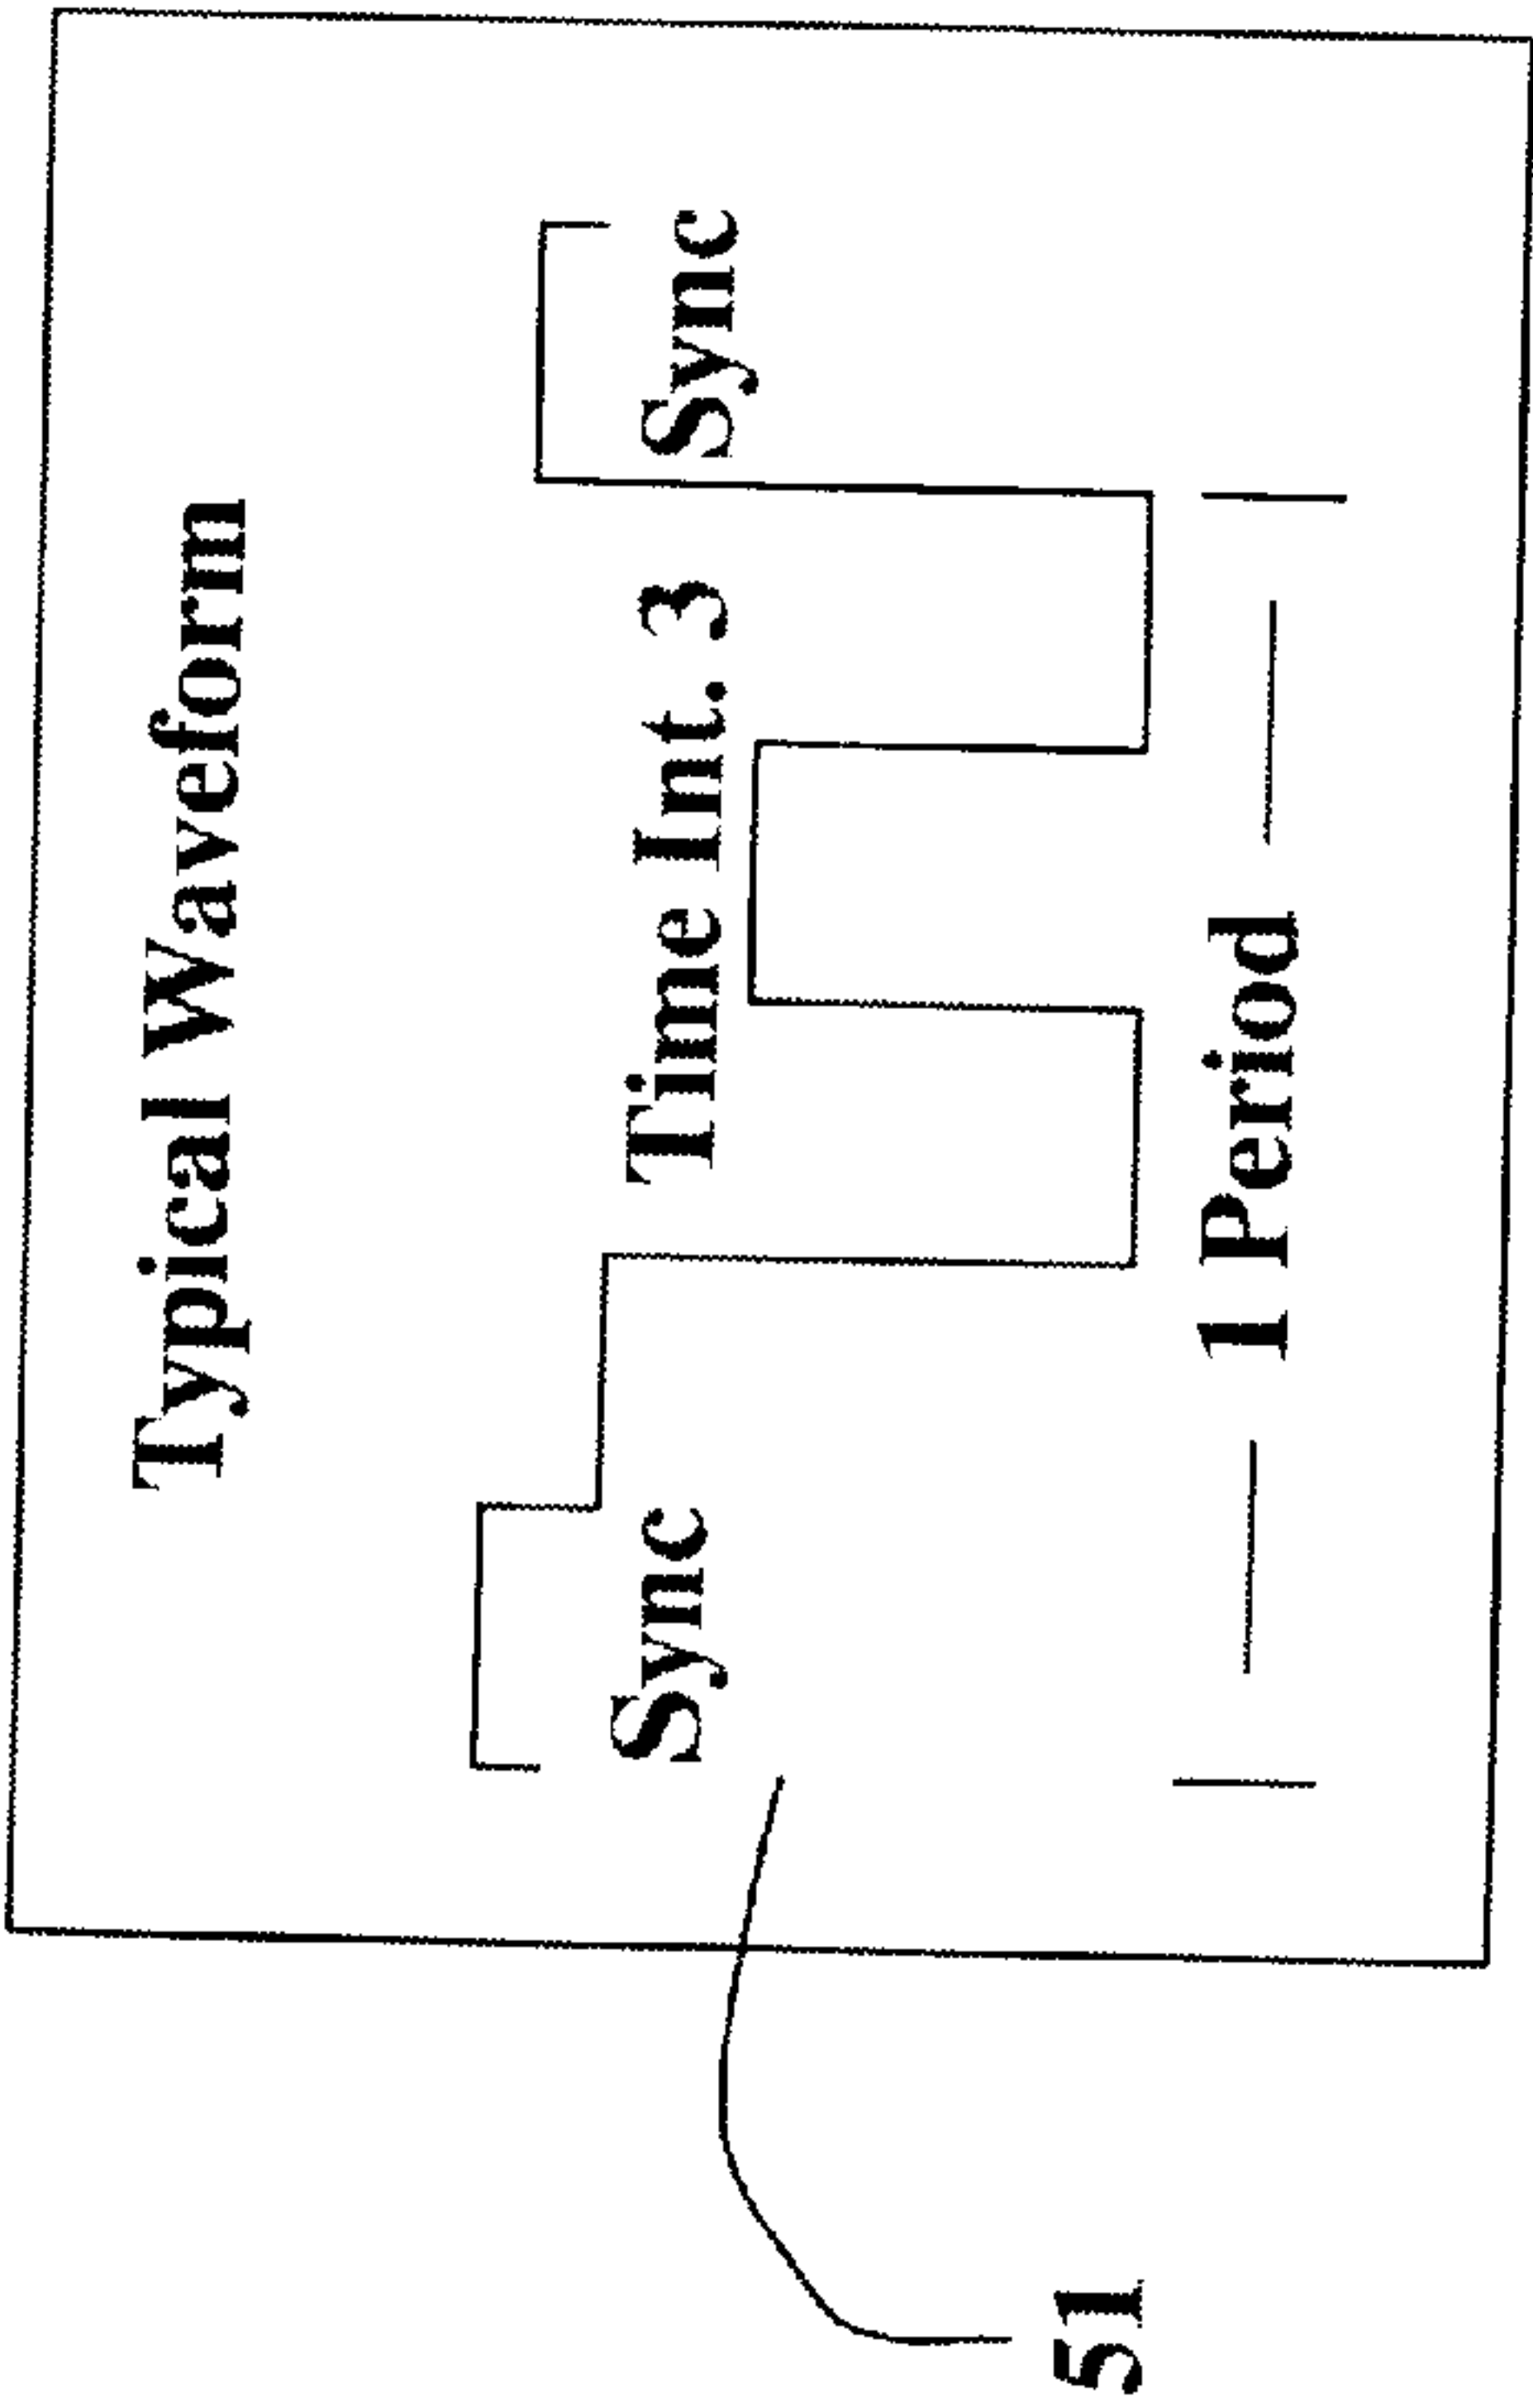 Typical Waveform
Sync
Time Int. 3
Sync
1 Period
51